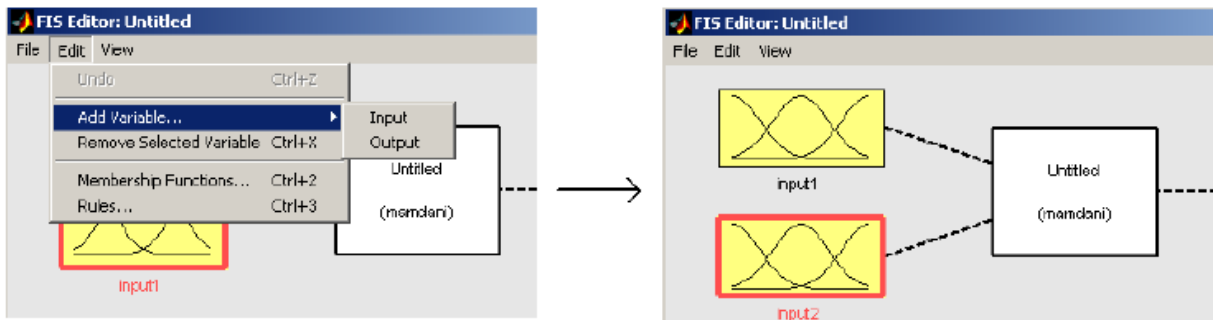 FIS Editor: Untitled
File Edit View
Undo Ctrl+Z
Add Variable...
Remove Selected Variable Ctrl+X
Membership Functions... Ctrl+2
Rules... Ctrl+3
Input
Output
Untitled
(mamdani)
input1
FIS Editor: Untitled
File Edit View
input1
input2
Untitled
(mamdani)